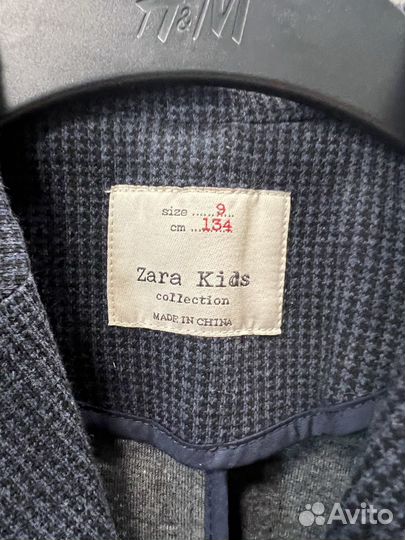 H&M
size ...... 9 ..
cm ... 134
Zara Kids
collection
MADE IN CHINA
Avito